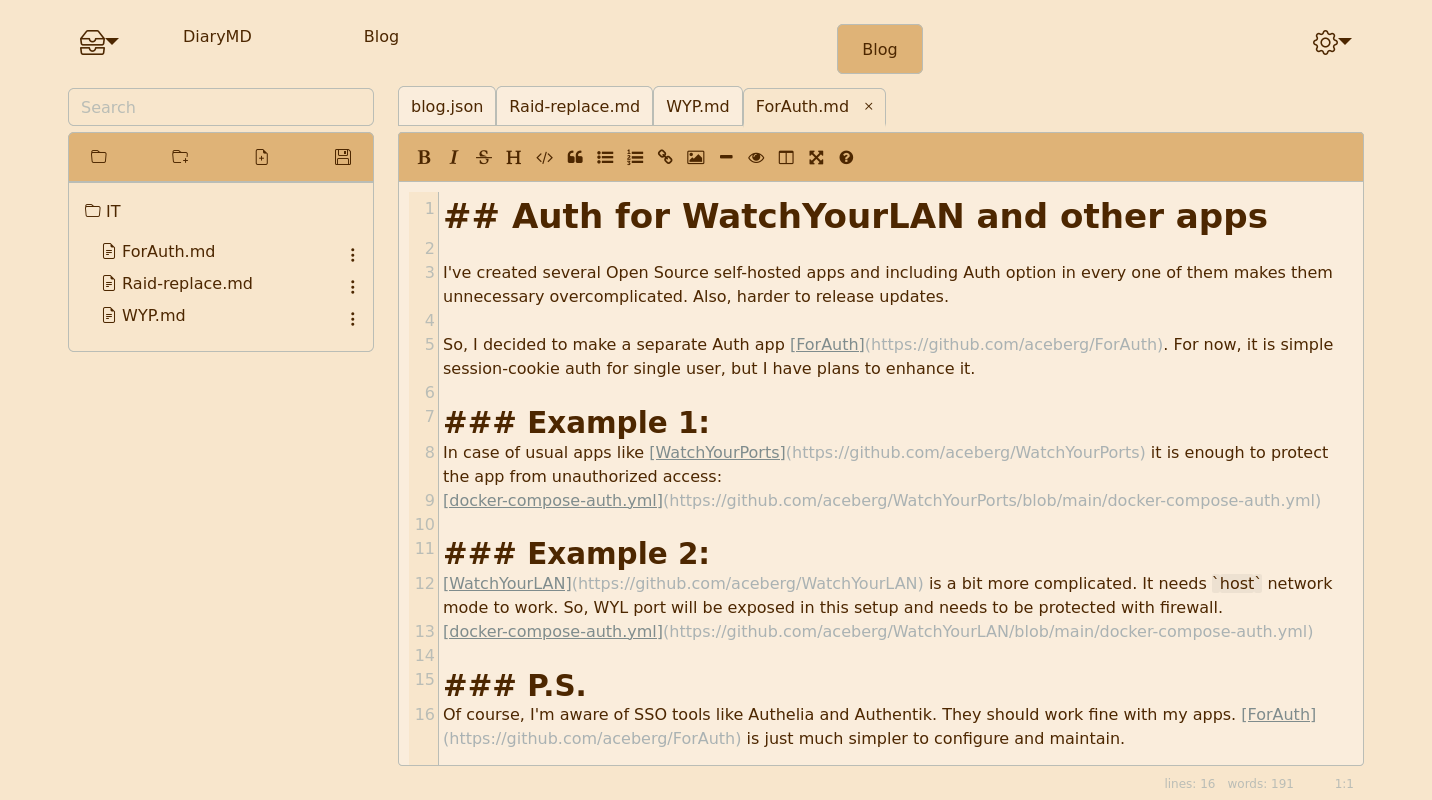 DiaryMD
Blog
Blog
Search
IT
ForAuth.md
Raid-replace.md
WYP.md
blog.json
Raid-replace.md
WYP.md
ForAuth.md ×
1 ## Auth for WatchYourLAN and other apps
2
3 I've created several Open Source self-hosted apps and including Auth option in every one of them makes them
unnecessary overcomplicated. Also, harder to release updates.
4
5 So, I decided to make a separate Auth app [ForAuth](https://github.com/aceberg/ForAuth). For now, it is simple
session-cookie auth for single user, but I have plans to enhance it.
6
7 ### Example 1:
8 In case of usual apps like [WatchYourPorts](https://github.com/aceberg/WatchYourPorts) it is enough to protect
the app from unauthorized access:
9 [docker-compose-auth.yml](https://github.com/aceberg/WatchYourPorts/blob/main/docker-compose-auth.yml)
10
11 ### Example 2:
12 [WatchYourLAN](https://github.com/aceberg/WatchYourLAN) is a bit more complicated. It needs `host` network
mode to work. So, WYL port will be exposed in this setup and needs to be protected with firewall.
13 [docker-compose-auth.yml](https://github.com/aceberg/WatchYourLAN/blob/main/docker-compose-auth.yml)
14
15 ### P.S.
16 Of course, I'm aware of SSO tools like Authelia and Authentik. They should work fine with my apps. [ForAuth]
(https://github.com/aceberg/ForAuth) is just much simpler to configure and maintain.
lines: 16 words: 191 1:1